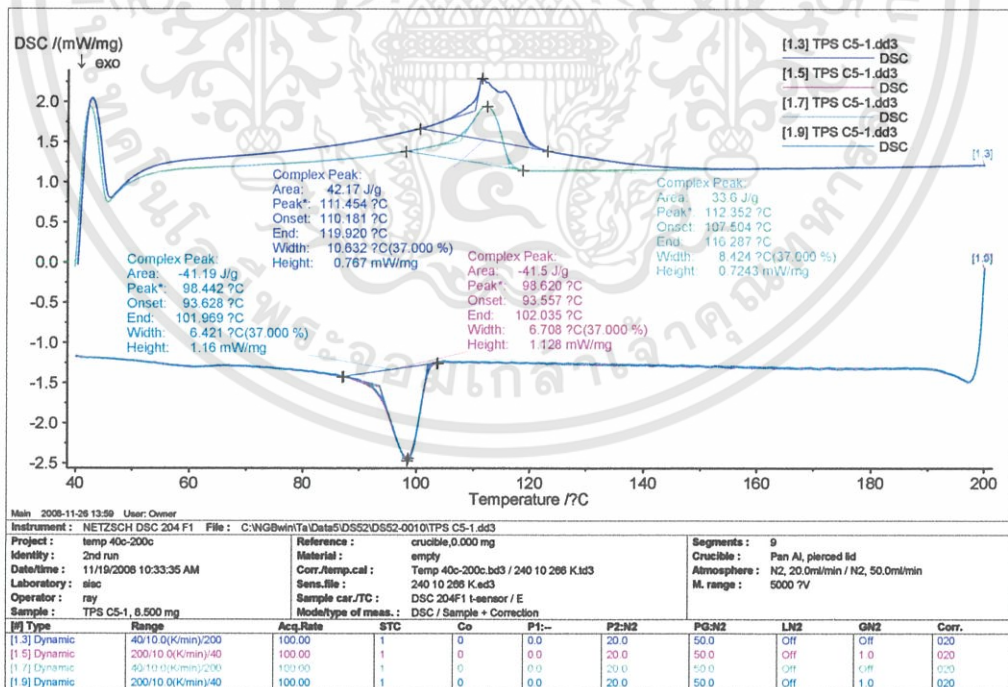 DSC /(mW/mg)
↓ exo
[1.3] TPS C5-1.dd3
DSC
[1.5] TPS C5-1.dd3
DSC
[1.7] TPS C5-1.dd3
DSC
[1.9] TPS C5-1.dd3
DSC
2.0
1.5
1.0
0.5
0.0
-0.5
-1.0
-1.5
-2.0
-2.5
[1.3]
Complex Peak:
Area: 42.17 J/g
Peak*: 111.454 ?C
Onset: 110.181 ?C
End: 119.920 ?C
Width: 10.632 ?C(37.000 %)
Height: 0.767 mW/mg
Complex Peak:
Area: 33.6 J/g
Peak*: 112.352 ?C
Onset: 107.504 ?C
End: 116.287 ?C
Width: 8.424 ?C(37.000 %)
Height: 0.7243 mW/mg
Complex Peak:
Area: -41.19 J/g
Peak*: 98.442 ?C
Onset: 93.628 ?C
End: 101.969 ?C
Width: 6.421 ?C(37.000 %)
Height: 1.16 mW/mg
Complex Peak:
Area: -41.5 J/g
Peak*: 98.620 ?C
Onset: 93.557 ?C
End: 102.035 ?C
Width: 6.708 ?C(37.000 %)
Height: 1.128 mW/mg
[1.9]
40 60 80 100 120 140 160 180 200
Temperature /?C
Main 2008-11-26 13:59 User: Owner
Instrument : NETZSCH DSC 204 F1 File : C:\NGBwin\Ta\Data5\DS52\DS52-0010\TPS C5-1.dd3
Project : temp 40c-200c Reference : crucible,0.000 mg Segments : 9
Identity : 2nd run Material : empty Crucible : Pan Al, pierced lid
Date/time : 11/19/2008 10:33:35 AM Corr./temp.cal : Temp 40c-200c.bd3 / 240 10 266 K.td3 Atmosphere : N2, 20.0ml/min / N2, 50.0ml/min
Laboratory : sisc Sens.file : 240 10 266 K.ed3 M. range : 5000 ?V
Operator : ray Sample car./TC : DSC 204F1 t-sensor / E
Sample : TPS C5-1, 8.500 mg Mode/type of meas. : DSC / Sample + Correction
[#] Type Range Acq.Rate STC Co P1:-- P2:N2 PG:N2 LN2 GN2 Corr.
[1.3] Dynamic 40/10.0(K/min)/200 100.00 1 0 0.0 20.0 50.0 Off Off 020
[1.5] Dynamic 200/10.0(K/min)/40 100.00 1 0 0.0 20.0 50.0 Off 1.0 020
[1.7] Dynamic 40/10.0(K/min)/200 100.00 1 0 0.0 20.0 50.0 Off Off 020
[1.9] Dynamic 200/10.0(K/min)/40 100.00 1 0 0.0 20.0 50.0 Off 1.0 020